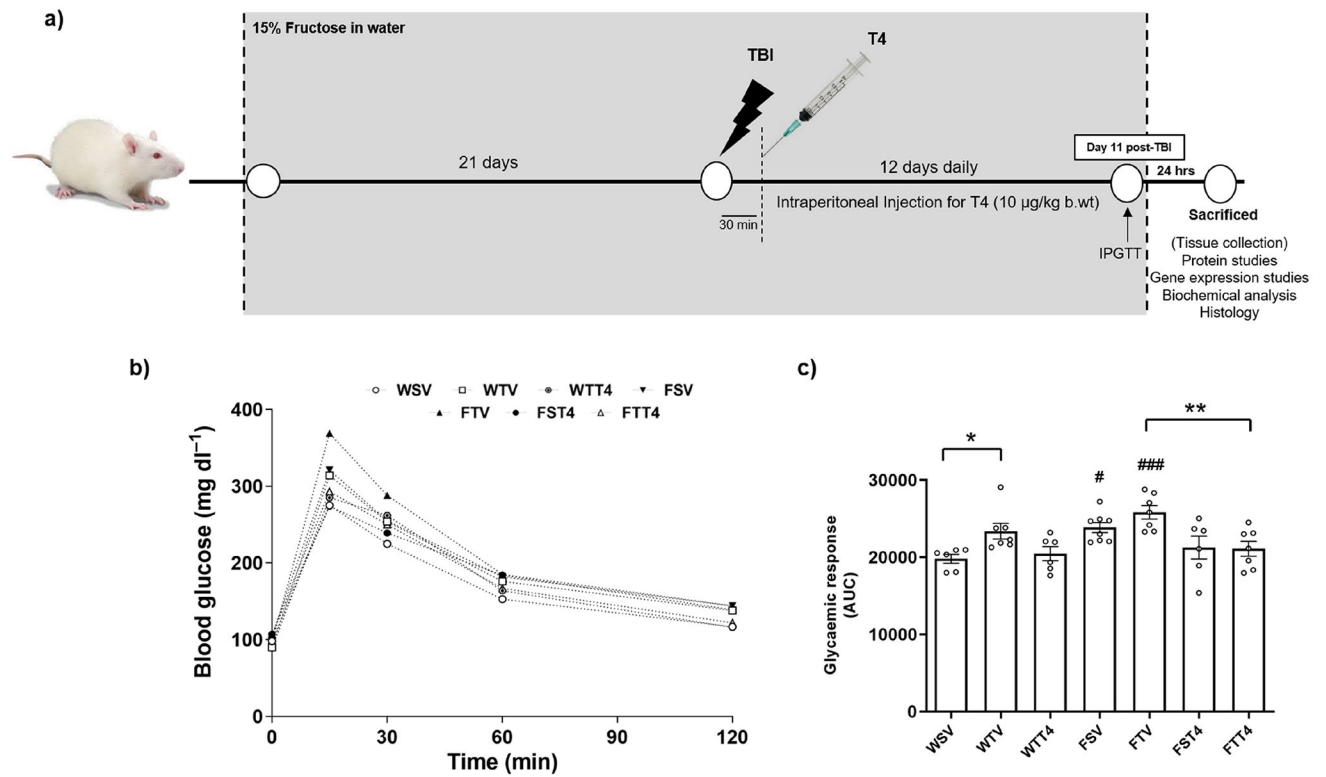 a)
15% Fructose in water
TBI
T4
21 days
12 days daily
Day 11 post-TBI
24 hrs
30 min
Intraperitoneal Injection for T4 (10 µg/kg b.wt)
IPGTT
Sacrificed
(Tissue collection)
Protein studies
Gene expression studies
Biochemical analysis
Histology
b)
WSV WTV WTT4 FSV
FTV FST4 FTT4
Blood glucose (mg dl⁻¹)
400
300
200
100
0
0 30 60 90 120
Time (min)
c)
* **
# ###
Glycaemic response
(AUC)
30000
20000
10000
0
WSV WTV WTT4 FSV FTV FST4 FTT4